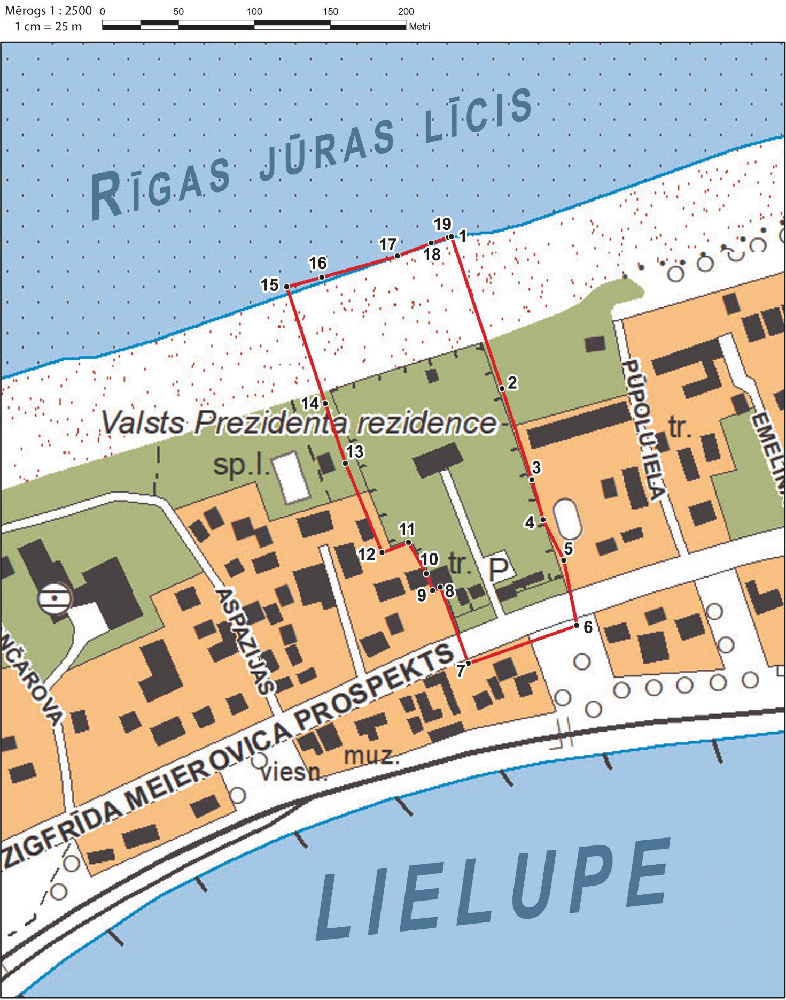 Mērogs 1 : 2500
1 cm = 25 m
0 50 100 150 200
Metri
RĪGAS JŪRAS LĪCIS
19
1
17
18
16
15
2
14
Valsts Prezidenta rezidence
PŪPOLU IELA
tr.
EMELIŅA
13
sp.l.
3
4
11
12
5
10
tr.
P
9
8
ASPAZIJAS
6
NČAROVA
7
ZIGFRĪDA MEIEROVICA PROSPEKTS
muz.
viesn.
LIELUPE